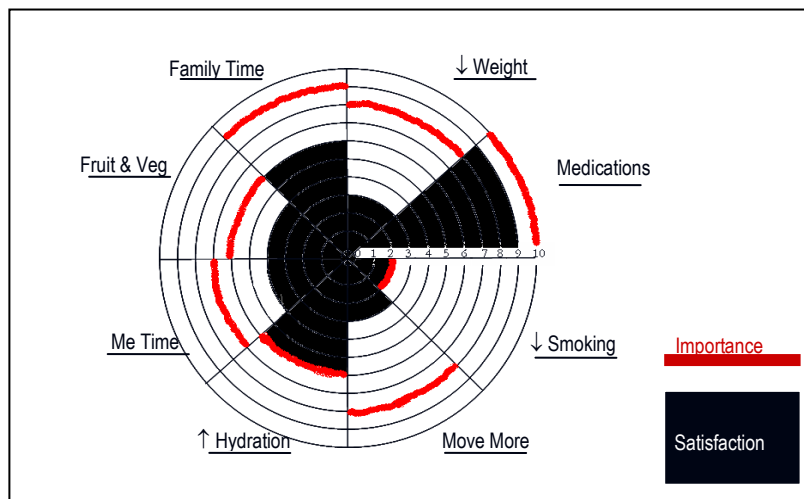 Family Time
↓ Weight
Fruit & Veg
Medications
0 1 2 3 4 5 6 7 8 9 10
Me Time
↓ Smoking
Importance
↑ Hydration
Move More
Satisfaction